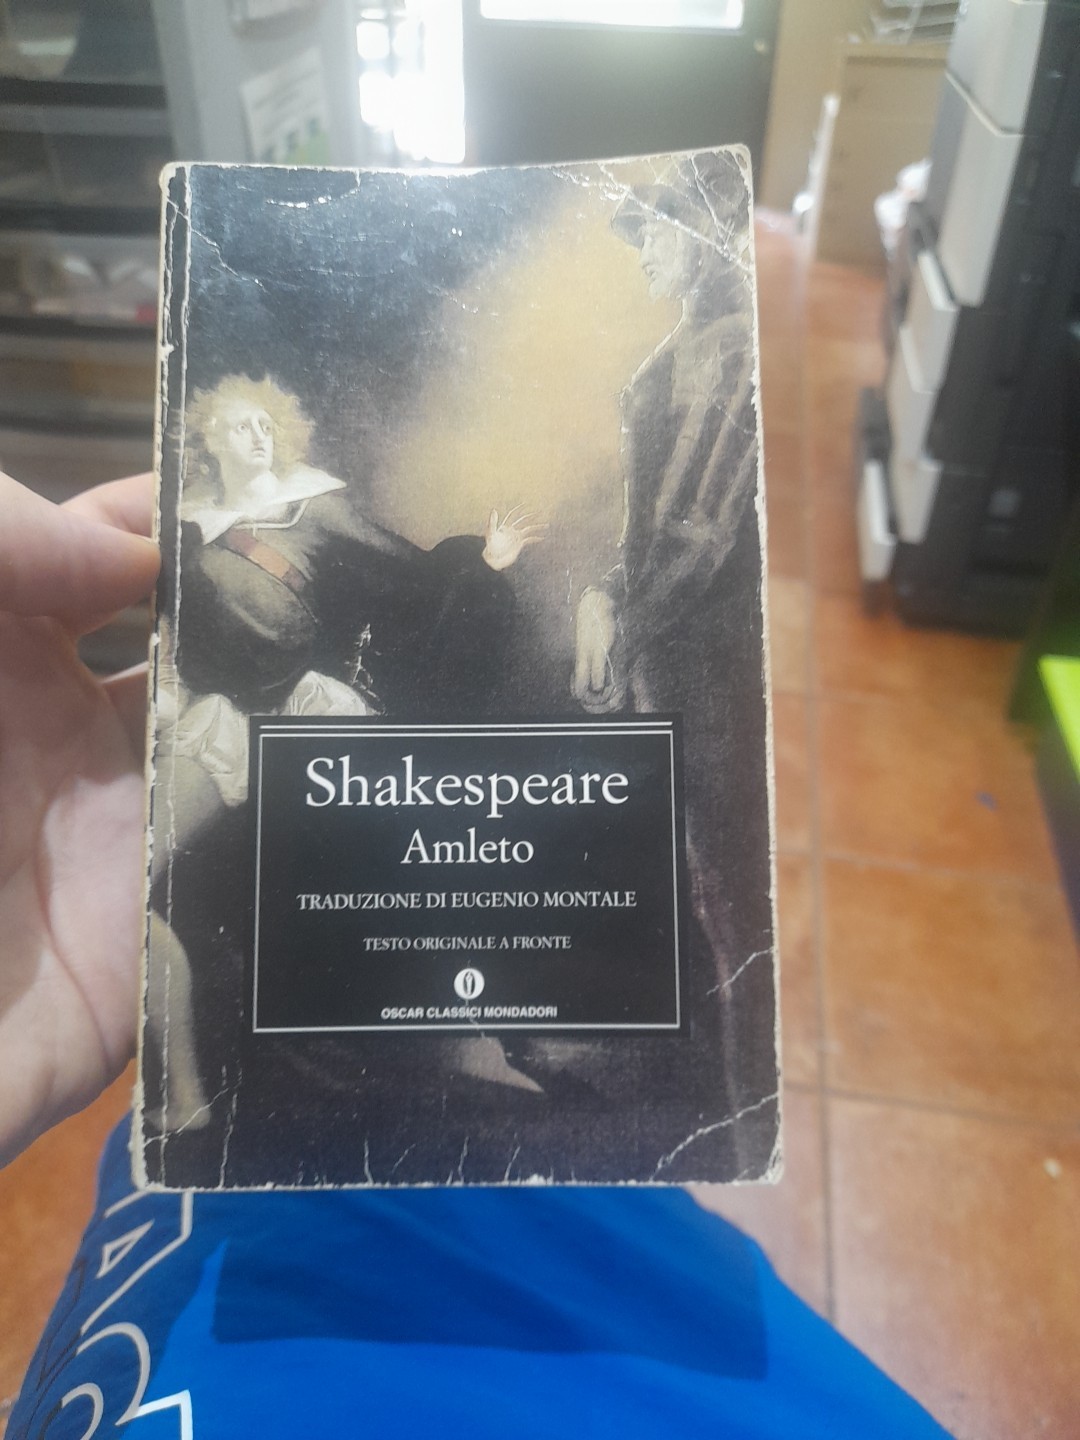 Shakespeare
Amleto
TRADUZIONE DI EUGENIO MONTALE
TESTO ORIGINALE A FRONTE
OSCAR CLASSICI MONDADORI